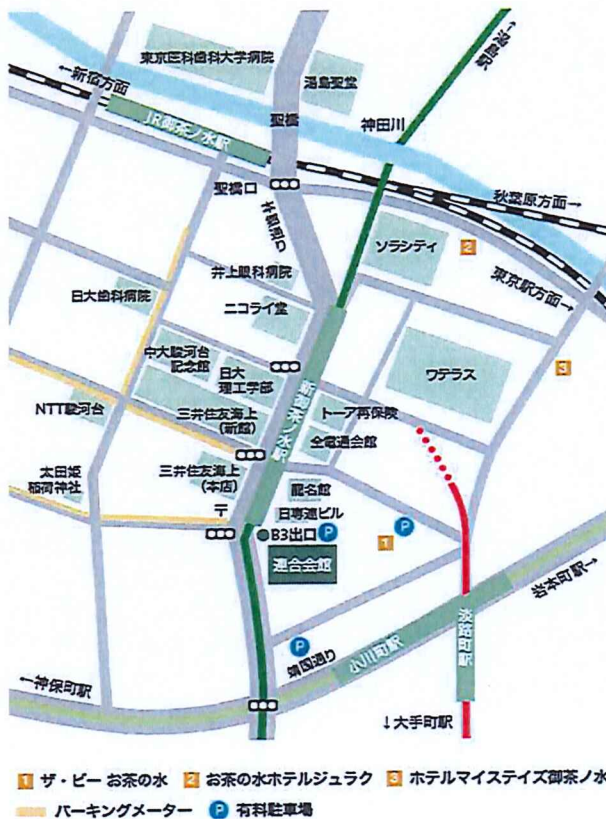 東京医科歯科大学病院
湯島聖堂
←湯島駅
←新宿方面
聖橋
神田川
JR御茶ノ水駅
聖橋口
秋葉原方面→
ソラシティ
2
東京駅方面→
井上眼科病院
日大歯科病院
ニコライ堂
中大駿河台
記念館
日大
理工学部
新御茶ノ水駅
ワテラス
3
NTT駿河台
三井住友海上
(新館)
トーア再保険
全電通会館
太田姫
稲荷神社
三井住友海上
(本店)
龍名館
〒
日専連ビル
B3出口
P
1
P
連合会館
岩本町駅→
淡路町駅
小川町駅
P
靖国通り
←神保町駅
↓大手町駅
1 ザ・ビー お茶の水 2 お茶の水ホテルジュラク 3 ホテルマイステイズ御茶ノ水
パーキングメーター P 有料駐車場